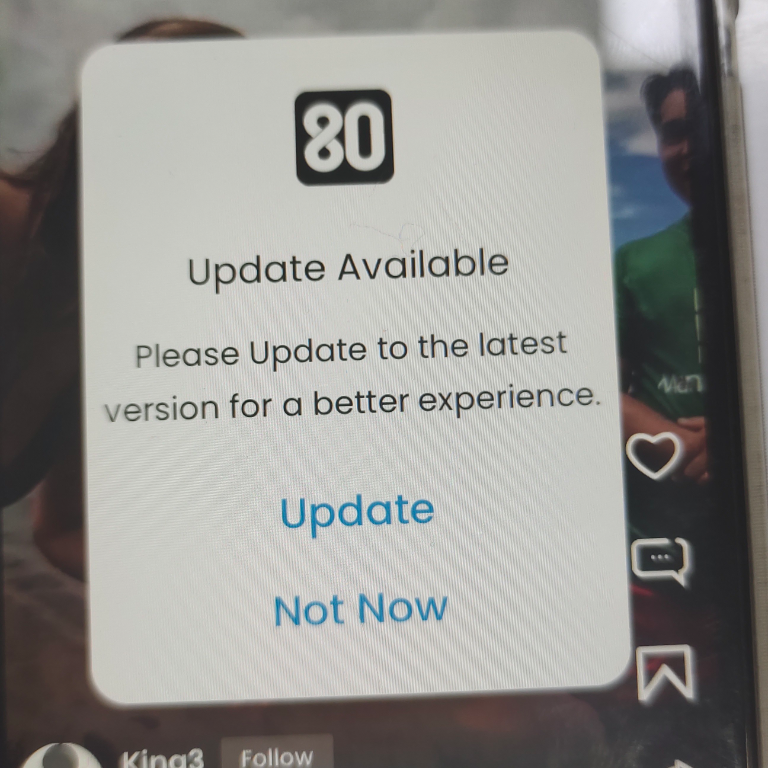 80
Update Available
Please Update to the latest
version for a better experience.
Update
Not Now
King3
Follow